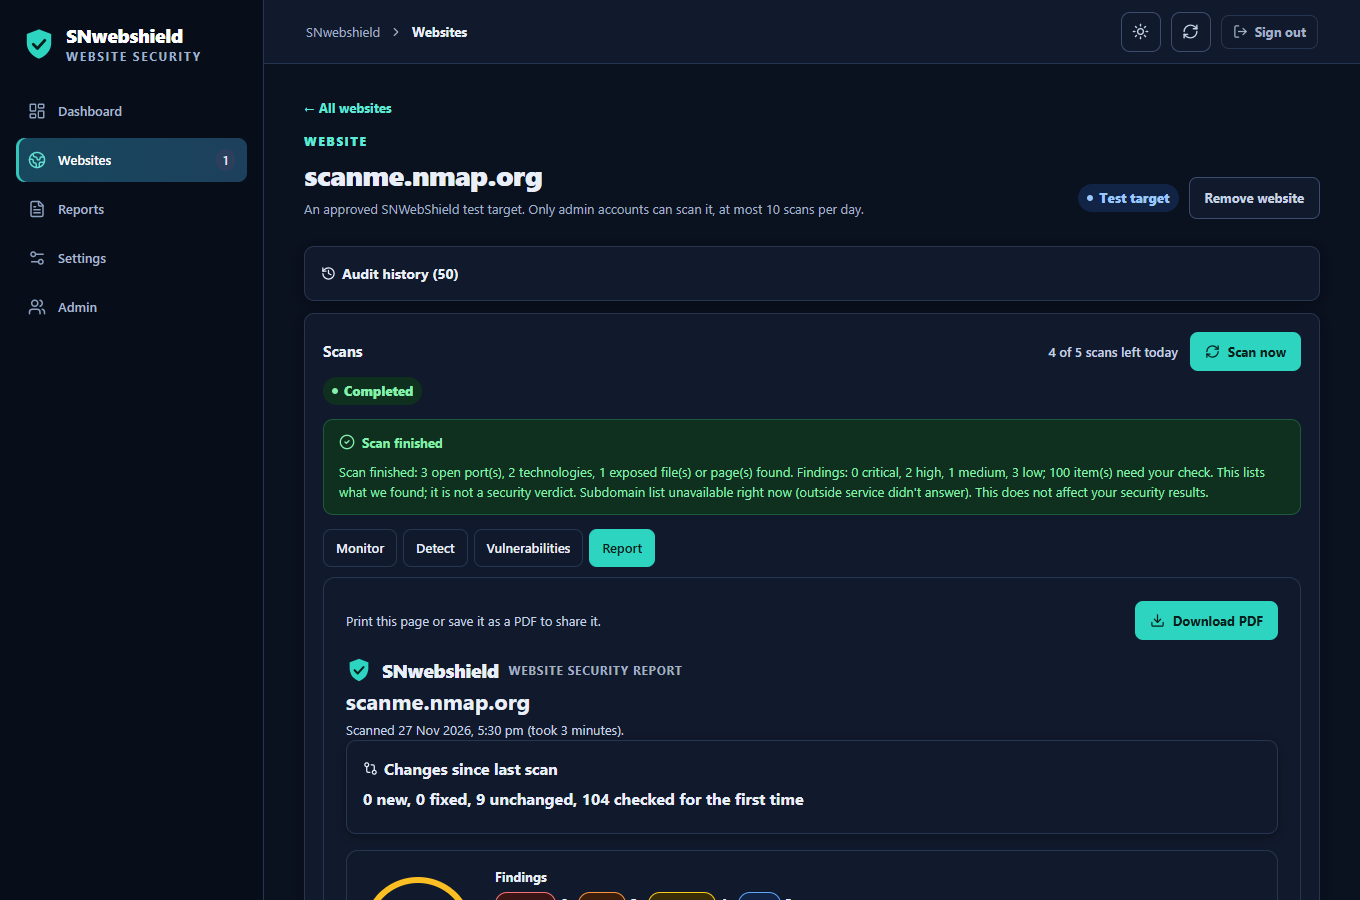 SNwebshield
WEBSITE SECURITY
Dashboard
Websites 1
Reports
Settings
Admin
SNwebshield > Websites
Sign out
← All websites
WEBSITE
scanme.nmap.org
An approved SNWebShield test target. Only admin accounts can scan it, at most 10 scans per day.
Test target
Remove website
Audit history (50)
Scans
4 of 5 scans left today
Scan now
Completed
Scan finished
Scan finished: 3 open port(s), 2 technologies, 1 exposed file(s) or page(s) found. Findings: 0 critical, 2 high, 1 medium, 3 low; 100 item(s) need your check. This lists
what we found; it is not a security verdict. Subdomain list unavailable right now (outside service didn't answer). This does not affect your security results.
Monitor
Detect
Vulnerabilities
Report
Print this page or save it as a PDF to share it.
Download PDF
SNwebshield WEBSITE SECURITY REPORT
scanme.nmap.org
Scanned 27 Nov 2026, 5:30 pm (took 3 minutes).
Changes since last scan
0 new, 0 fixed, 9 unchanged, 104 checked for the first time
Findings